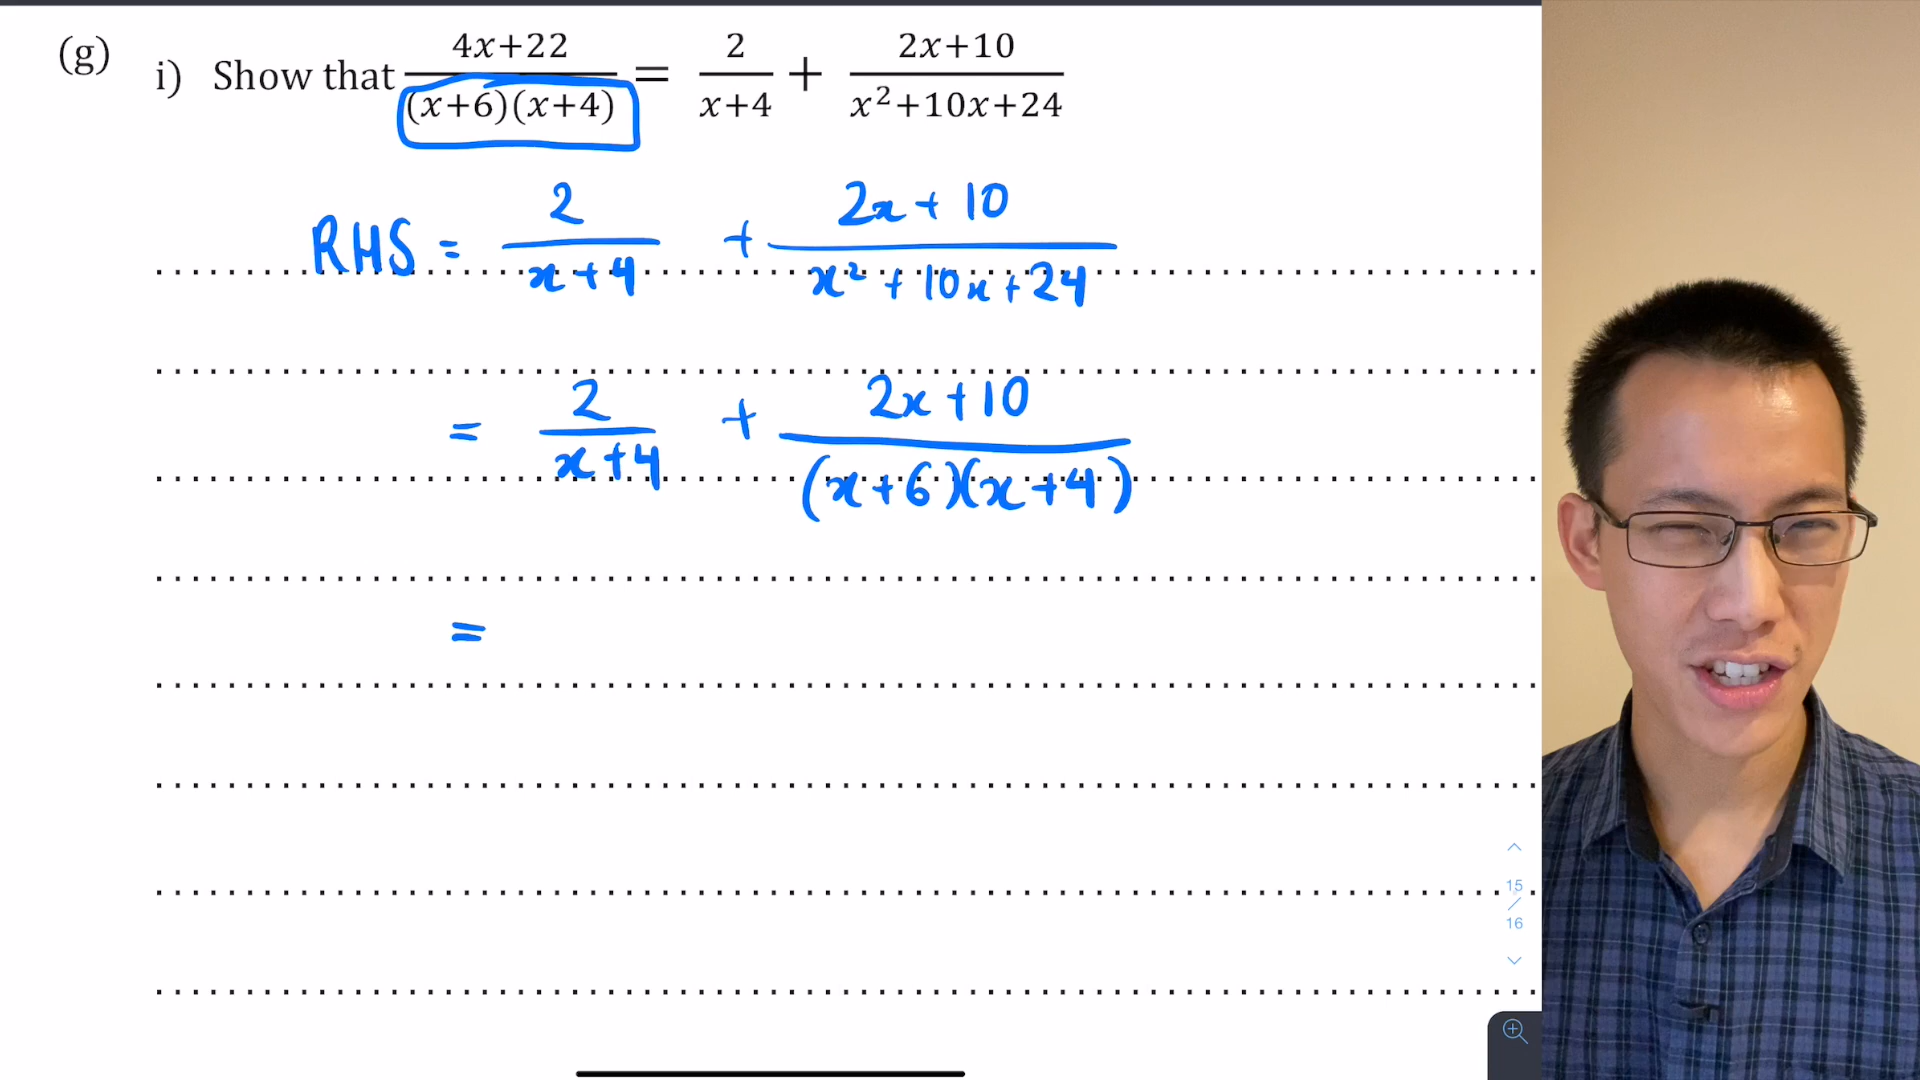 (g) i) Show that (4x+22)/((x+6)(x+4)) = 2/(x+4) + (2x+10)/(x²+10x+24)
RHS = 2/(x+4) + (2x+10)/(x²+10x+24)
= 2/(x+4) + (2x+10)/((x+6)(x+4))
=
15
/
16